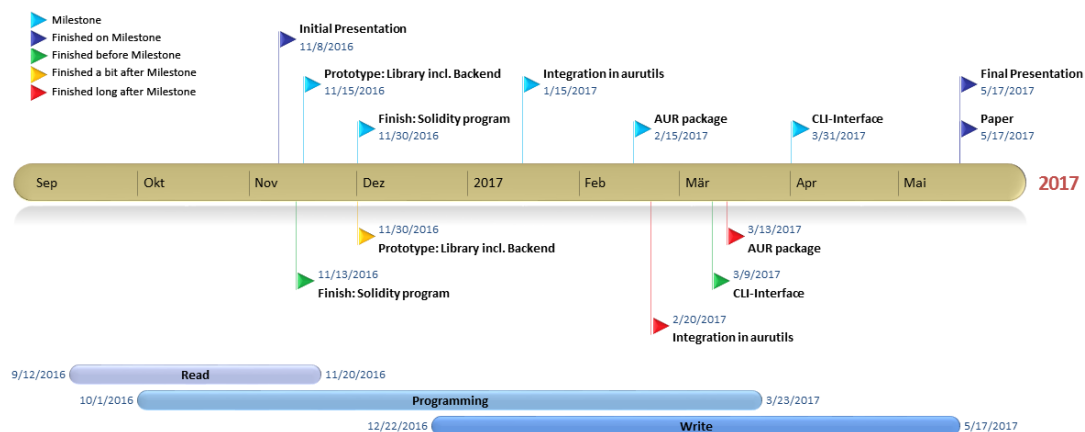 Milestone
Finished on Milestone
Finished before Milestone
Finished a bit after Milestone
Finished long after Milestone
Initial Presentation
11/8/2016
Prototype: Library incl. Backend
11/15/2016
Integration in aurutils
1/15/2017
Final Presentation
5/17/2017
Finish: Solidity program
11/30/2016
AUR package
2/15/2017
CLI-Interface
3/31/2017
Paper
5/17/2017
Sep
Okt
Nov
Dez
2017
Feb
Mär
Apr
Mai
2017
11/30/2016
Prototype: Library incl. Backend
3/13/2017
AUR package
11/13/2016
Finish: Solidity program
3/9/2017
CLI-Interface
2/20/2017
Integration in aurutils
9/12/2016
Read
11/20/2016
10/1/2016
Programming
3/23/2017
12/22/2016
Write
5/17/2017